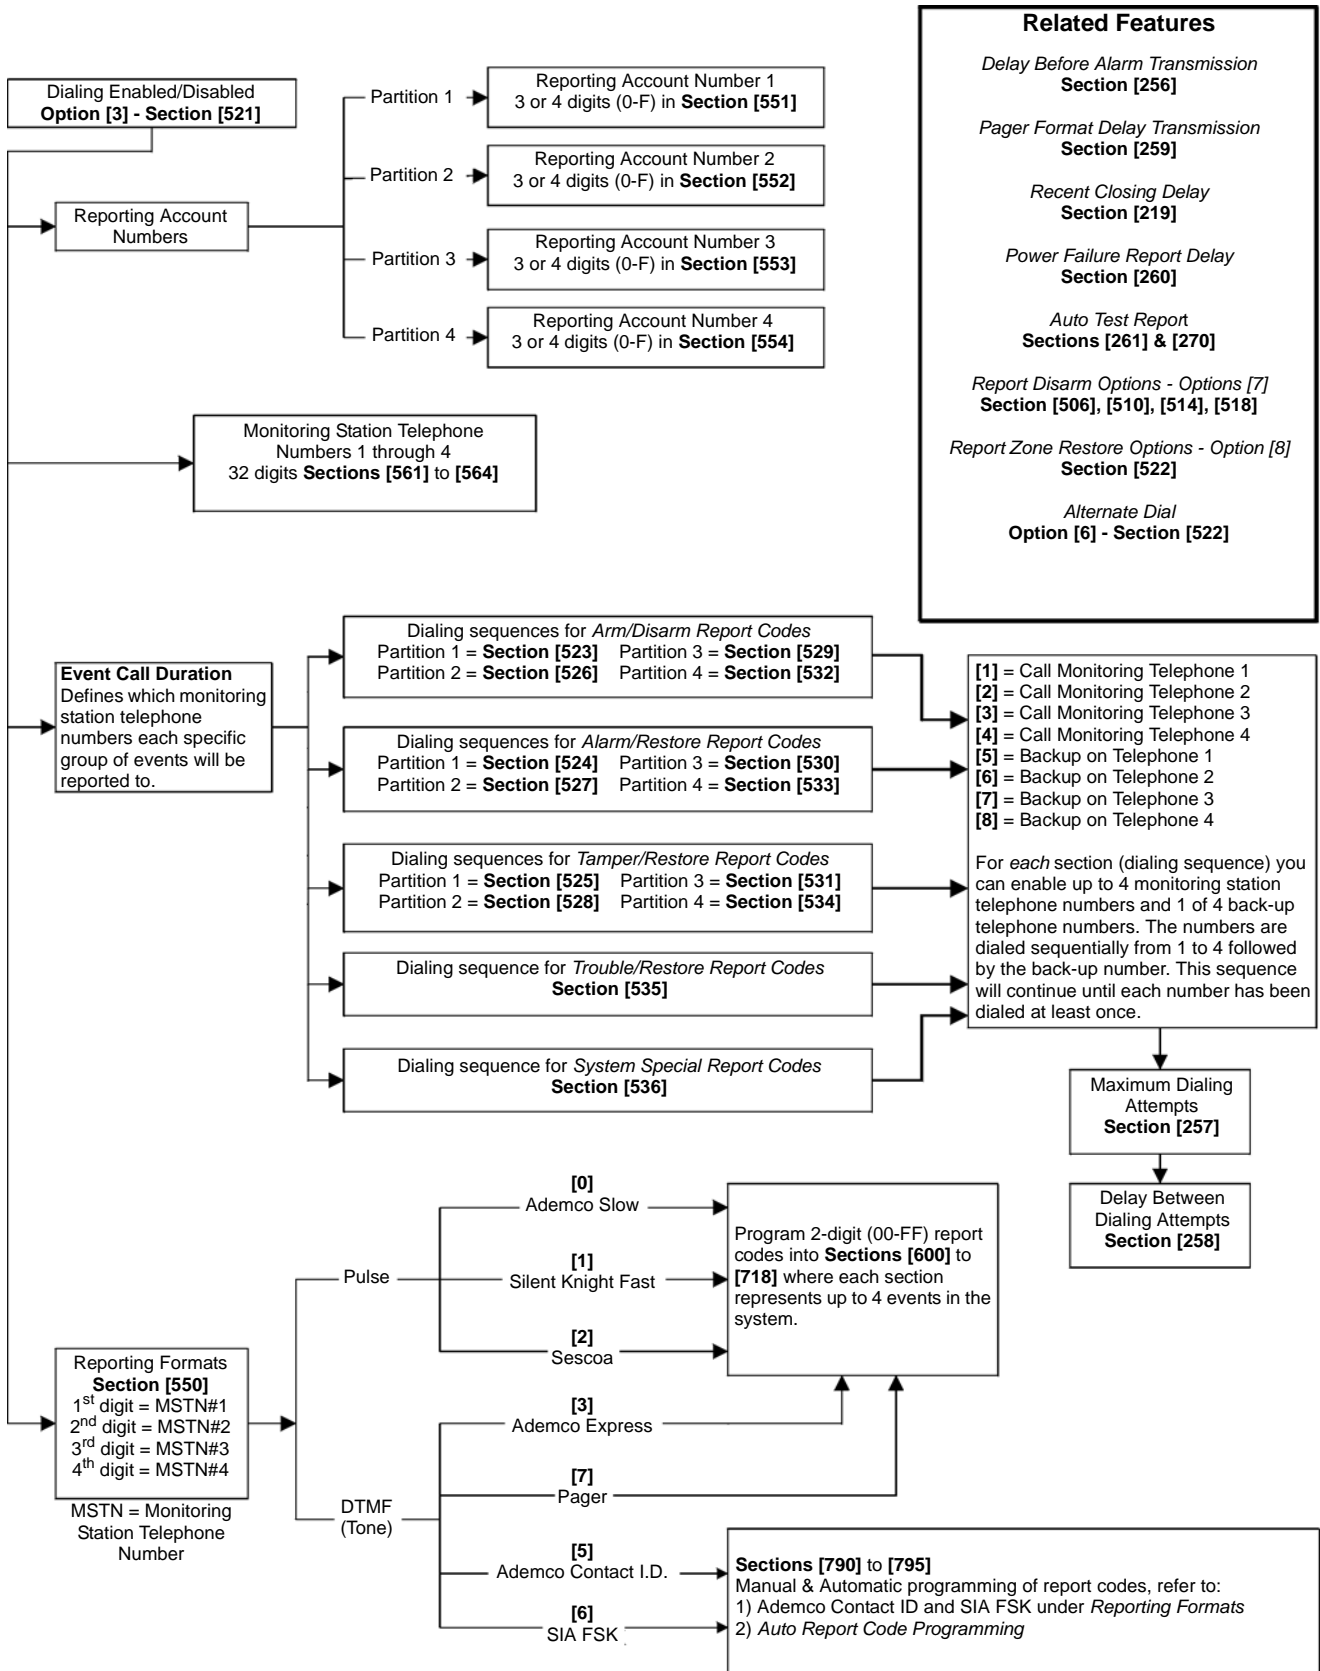 Dialing Enabled/Disabled
Option [3] - Section [521]
Reporting Account
Numbers
Partition 1
Reporting Account Number 1
3 or 4 digits (0-F) in Section [551]
Partition 2
Reporting Account Number 2
3 or 4 digits (0-F) in Section [552]
Partition 3
Reporting Account Number 3
3 or 4 digits (0-F) in Section [553]
Partition 4
Reporting Account Number 4
3 or 4 digits (0-F) in Section [554]
Related Features
Delay Before Alarm Transmission
Section [256]
Pager Format Delay Transmission
Section [259]
Recent Closing Delay
Section [219]
Power Failure Report Delay
Section [260]
Auto Test Report
Sections [261] & [270]
Report Disarm Options - Options [7]
Section [506], [510], [514], [518]
Report Zone Restore Options - Option [8]
Section [522]
Alternate Dial
Option [6] - Section [522]
Monitoring Station Telephone
Numbers 1 through 4
32 digits Sections [561] to [564]
Event Call Duration
Defines which monitoring
station telephone
numbers each specific
group of events will be
reported to.
Dialing sequences for Arm/Disarm Report Codes
Partition 1 = Section [523] Partition 3 = Section [529]
Partition 2 = Section [526] Partition 4 = Section [532]
Dialing sequences for Alarm/Restore Report Codes
Partition 1 = Section [524] Partition 3 = Section [530]
Partition 2 = Section [527] Partition 4 = Section [533]
Dialing sequences for Tamper/Restore Report Codes
Partition 1 = Section [525] Partition 3 = Section [531]
Partition 2 = Section [528] Partition 4 = Section [534]
Dialing sequence for Trouble/Restore Report Codes
Section [535]
Dialing sequence for System Special Report Codes
Section [536]
[1] = Call Monitoring Telephone 1
[2] = Call Monitoring Telephone 2
[3] = Call Monitoring Telephone 3
[4] = Call Monitoring Telephone 4
[5] = Backup on Telephone 1
[6] = Backup on Telephone 2
[7] = Backup on Telephone 3
[8] = Backup on Telephone 4
For each section (dialing sequence) you
can enable up to 4 monitoring station
telephone numbers and 1 of 4 back-up
telephone numbers. The numbers are
dialed sequentially from 1 to 4 followed
by the back-up number. This sequence
will continue until each number has been
dialed at least once.
Maximum Dialing
Attempts
Section [257]
Delay Between
Dialing Attempts
Section [258]
Reporting Formats
Section [550]
1st digit = MSTN#1
2nd digit = MSTN#2
3rd digit = MSTN#3
4th digit = MSTN#4
MSTN = Monitoring
Station Telephone
Number
Pulse
[0]
Ademco Slow
[1]
Silent Knight Fast
[2]
Sescoa
Program 2-digit (00-FF) report
codes into Sections [600] to
[718] where each section
represents up to 4 events in the
system.
DTMF
(Tone)
[3]
Ademco Express
[7]
Pager
[5]
Ademco Contact I.D.
[6]
SIA FSK
Sections [790] to [795]
Manual & Automatic programming of report codes, refer to:
1) Ademco Contact ID and SIA FSK under Reporting Formats
2) Auto Report Code Programming